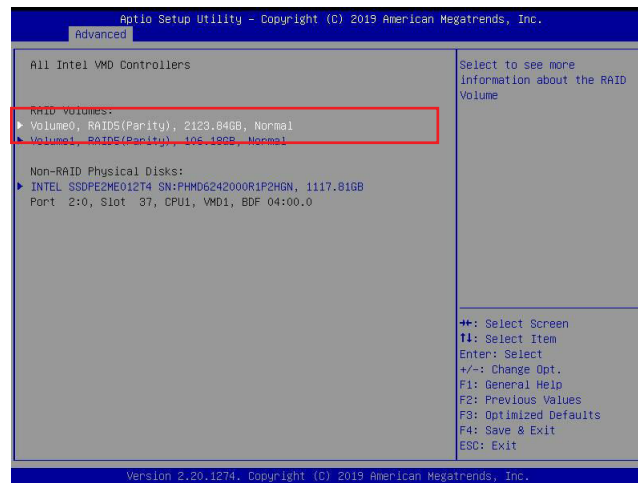 Aptio Setup Utility – Copyright (C) 2019 American Megatrends, Inc.
Advanced
All Intel VMD Controllers
RAID Volumes:
Volume0, RAID5(Parity), 2123.84GB, Normal
Volume1, RAID5(Parity), 106.18GB, Normal
Non-RAID Physical Disks:
INTEL SSDPE2ME012T4 SN:PHMD6242000R1P2HGN, 1117.81GB
Port 2:0, Slot 37, CPU1, VMD1, BDF 04:00.0
Select to see more
information about the RAID
Volume
→←: Select Screen
↑↓: Select Item
Enter: Select
+/-: Change Opt.
F1: General Help
F2: Previous Values
F3: Optimized Defaults
F4: Save & Exit
ESC: Exit
Version 2.20.1274. Copyright (C) 2019 American Megatrends, Inc.